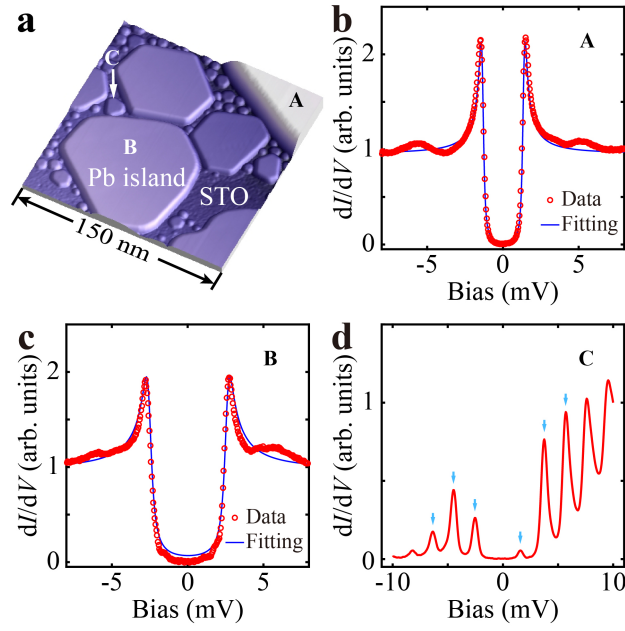 a
C
A
B
Pb island
STO
150 nm
b
A
2
1
0
dI/dV (arb. units)
Data
Fitting
-5 0 5
Bias (mV)
c
B
2
1
0
dI/dV (arb. units)
Data
Fitting
-5 0 5
Bias (mV)
d
C
1
0
dI/dV (arb. units)
-10 0 10
Bias (mV)